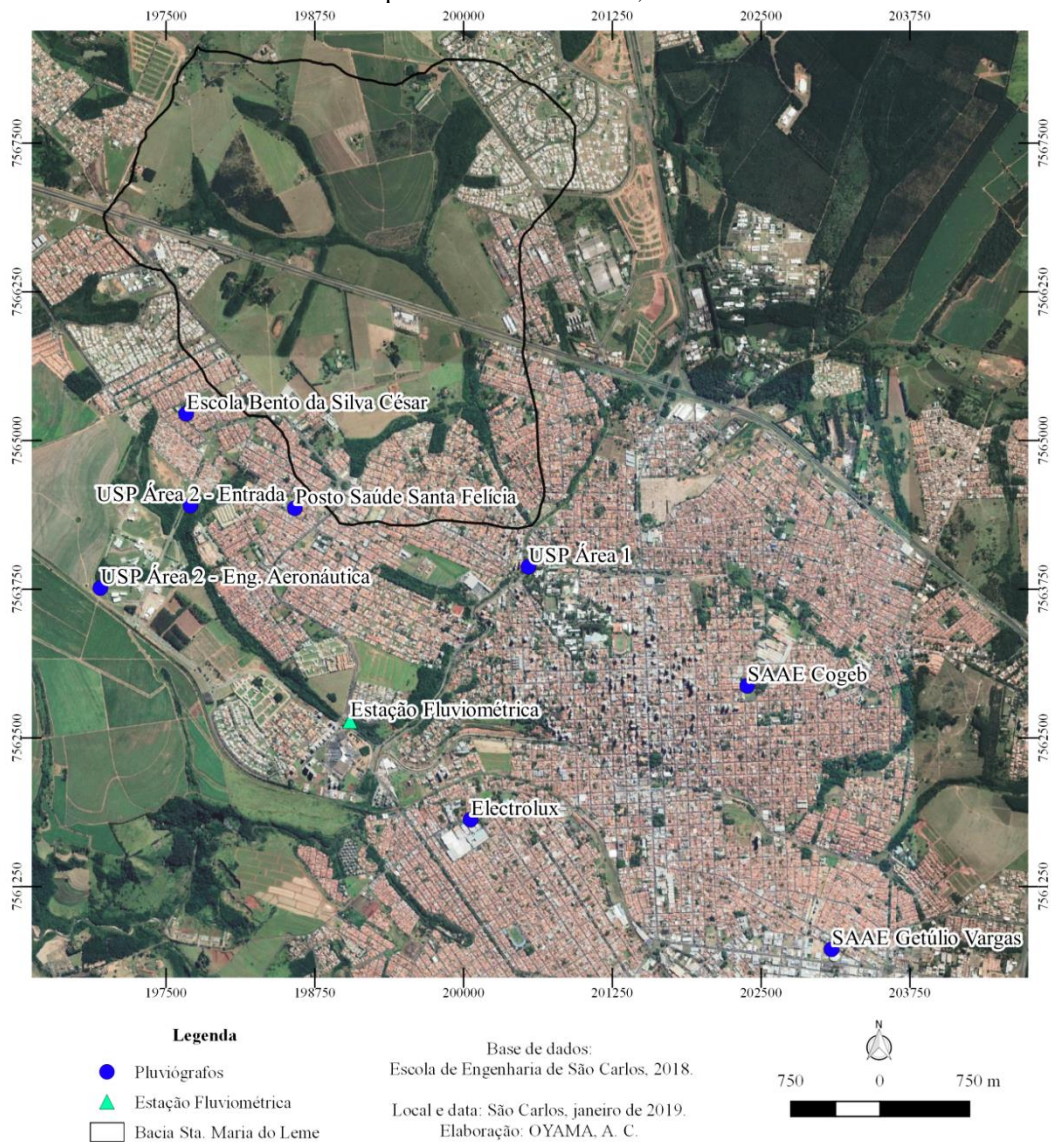 197500 198750 200000 201250 202500 203750
7567500 7567500
7566250 7566250
Escola Bento da Silva César
7565000 7565000
USP Área 2 - Entrada Posto Saúde Santa Felícia
USP Área 1
USP Área 2 - Eng. Aeronáutica
7563750 7563750
SAAE Cogeb
Estação Fluviométrica
7562500 7562500
Electrolux
7561250 7561250
SAAE Getúlio Vargas
197500 198750 200000 201250 202500 203750
Legenda
Pluviógrafos
Estação Fluviométrica
Bacia Sta. Maria do Leme
Base de dados:
Escola de Engenharia de São Carlos, 2018.
Local e data: São Carlos, janeiro de 2019.
Elaboração: OYAMA, A. C.
N
750 0 750 m